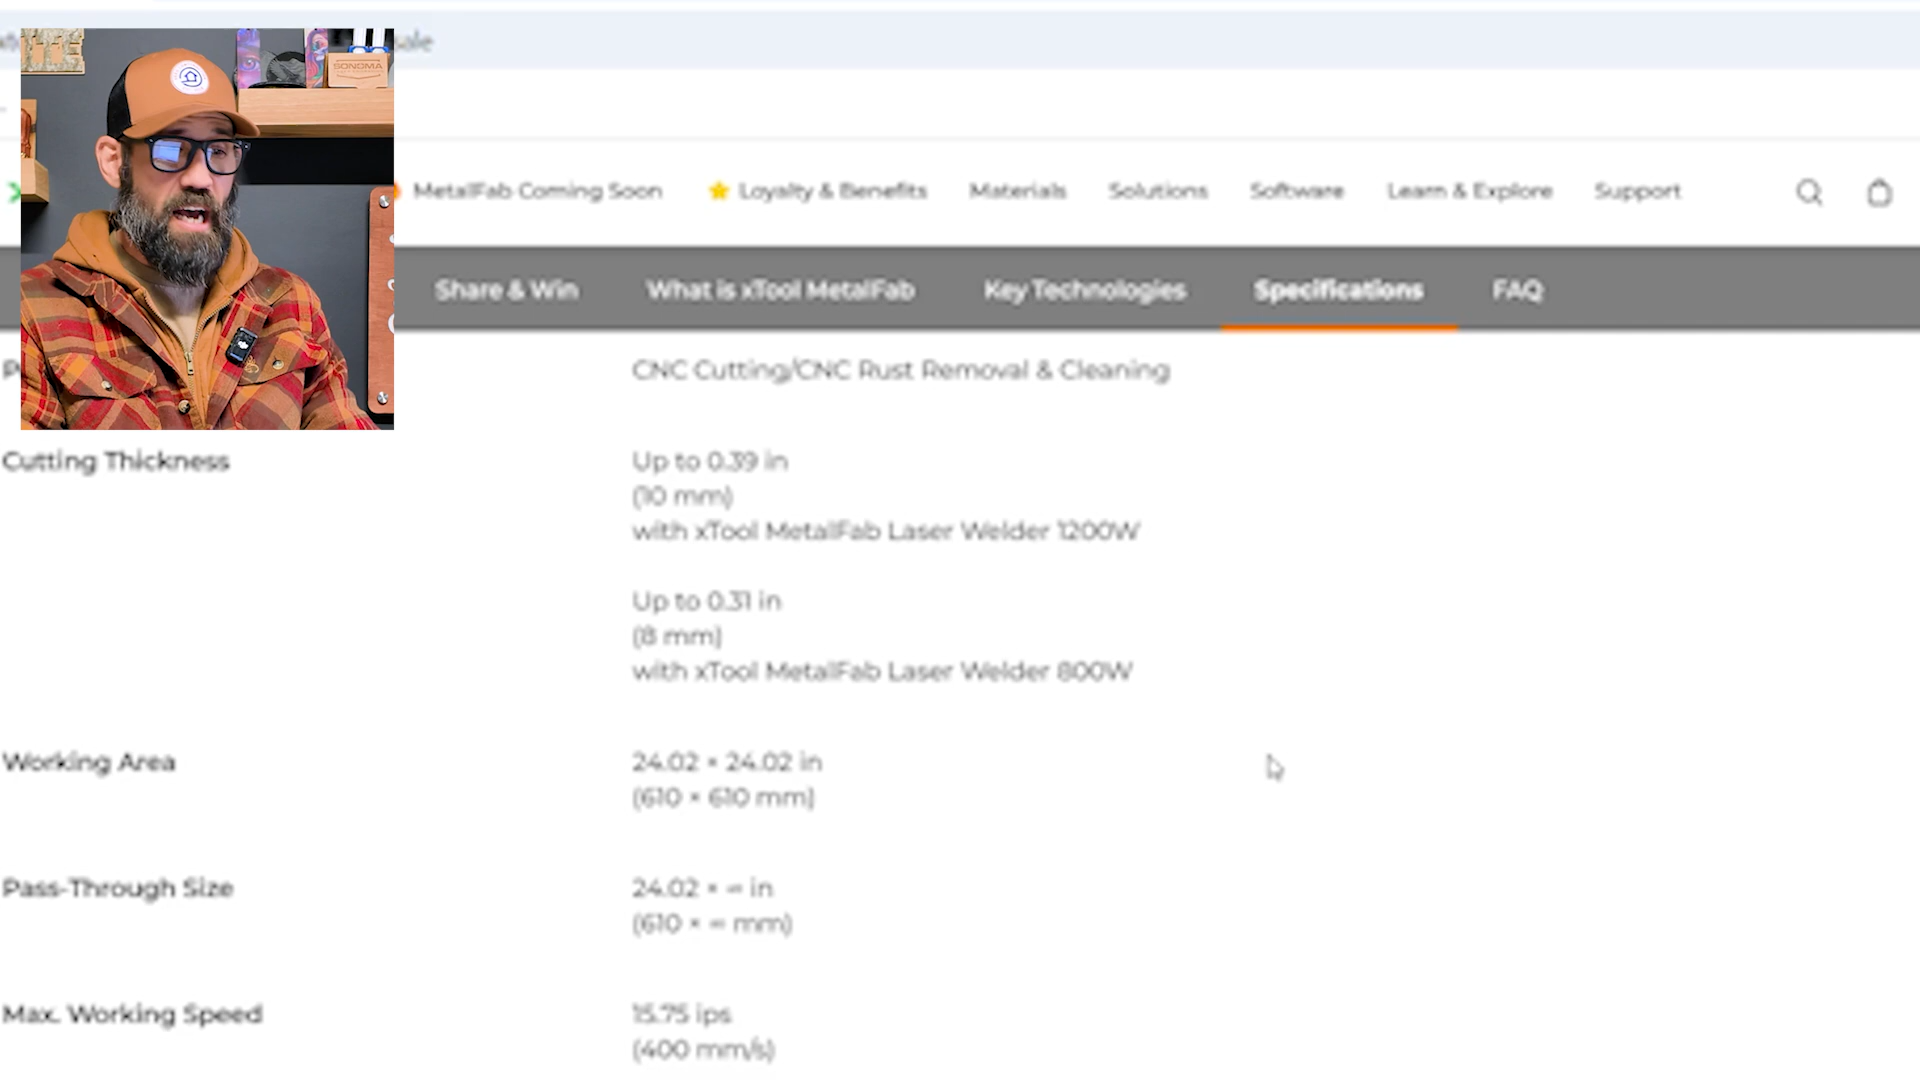 sale
SONOMA
MetalFab Coming Soon
Loyalty & Benefits
Materials
Solutions
Software
Learn & Explore
Support
Share & Win
What is xTool MetalFab
Key Technologies
Specifications
FAQ
CNC Cutting/CNC Rust Removal & Cleaning
Cutting Thickness
Up to 0.39 in
(10 mm)
with xTool MetalFab Laser Welder 1200W
Up to 0.31 in
(8 mm)
with xTool MetalFab Laser Welder 800W
Working Area
24.02 × 24.02 in
(610 × 610 mm)
Pass-Through Size
24.02 × ∞ in
(610 × ∞ mm)
Max. Working Speed
15.75 ips
(400 mm/s)